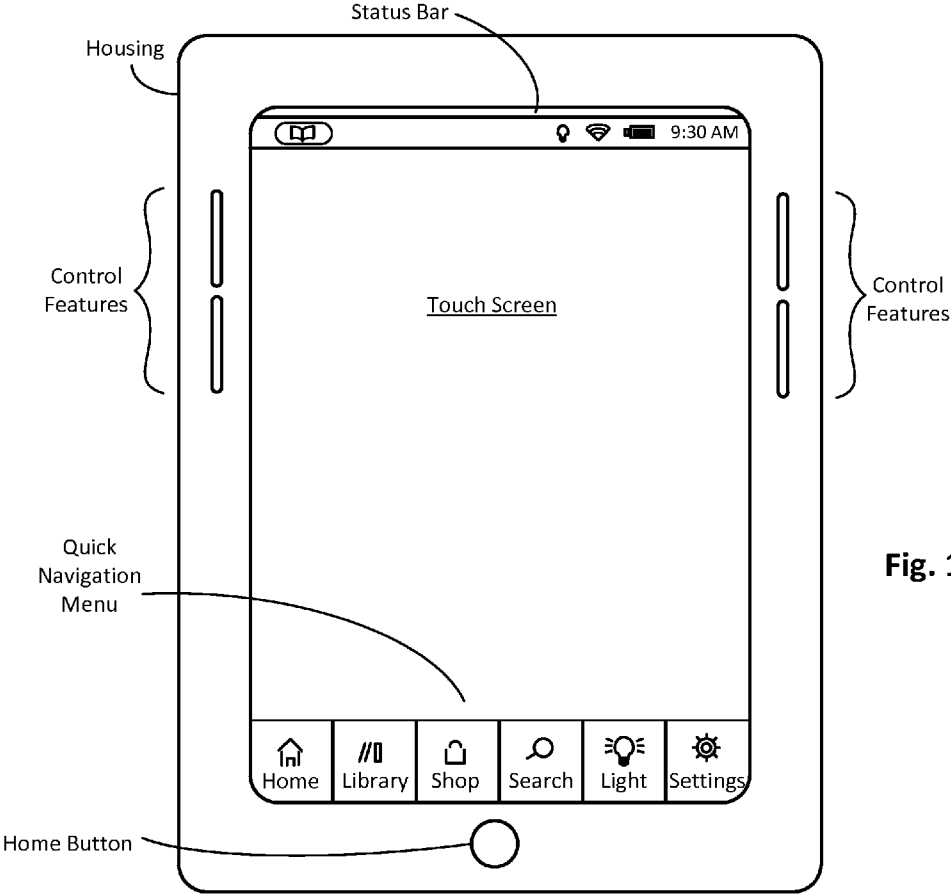 Status Bar
Housing
9:30 AM
Control
Features
Control
Features
Touch Screen
Quick
Navigation
Menu
Fig. 1
Home
Library
Shop
Search
Light
Settings
Home Button